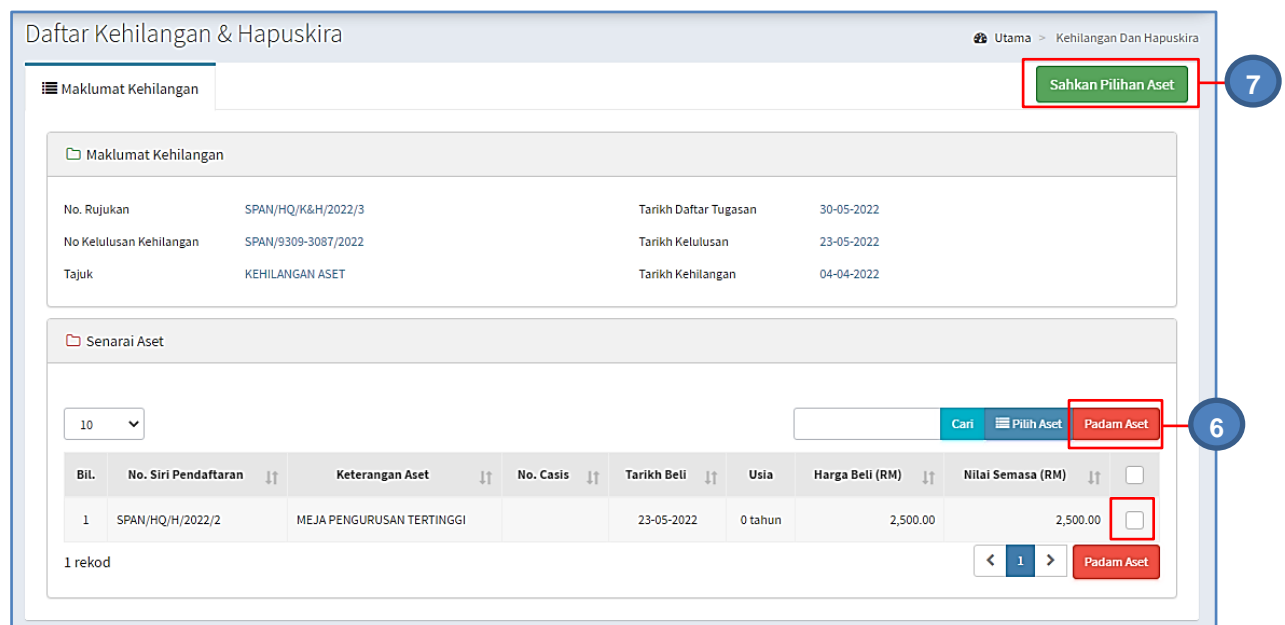 Daftar Kehilangan & Hapuskira
Utama > Kehilangan Dan Hapuskira
Maklumat Kehilangan
Sahkan Pilihan Aset
7
Maklumat Kehilangan
No. Rujukan SPAN/HQ/K&H/2022/3 Tarikh Daftar Tugasan 30-05-2022
No Kelulusan Kehilangan SPAN/9309-3087/2022 Tarikh Kelulusan 23-05-2022
Tajuk KEHILANGAN ASET Tarikh Kehilangan 04-04-2022
Senarai Aset
10 Cari Pilih Aset Padam Aset
6
Bil. No. Siri Pendaftaran Keterangan Aset No. Casis Tarikh Beli Usia Harga Beli (RM) Nilai Semasa (RM)
1 SPAN/HQ/H/2022/2 MEJA PENGURUSAN TERTINGGI 23-05-2022 0 tahun 2,500.00 2,500.00
1 rekod < 1 > Padam Aset